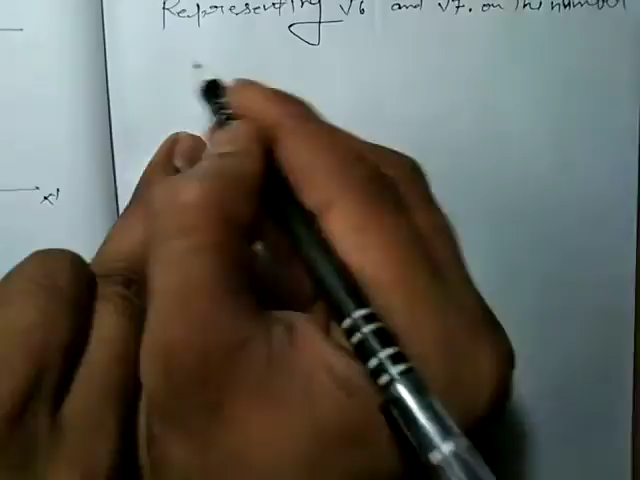 Representing √6 and √7. on the number
x'